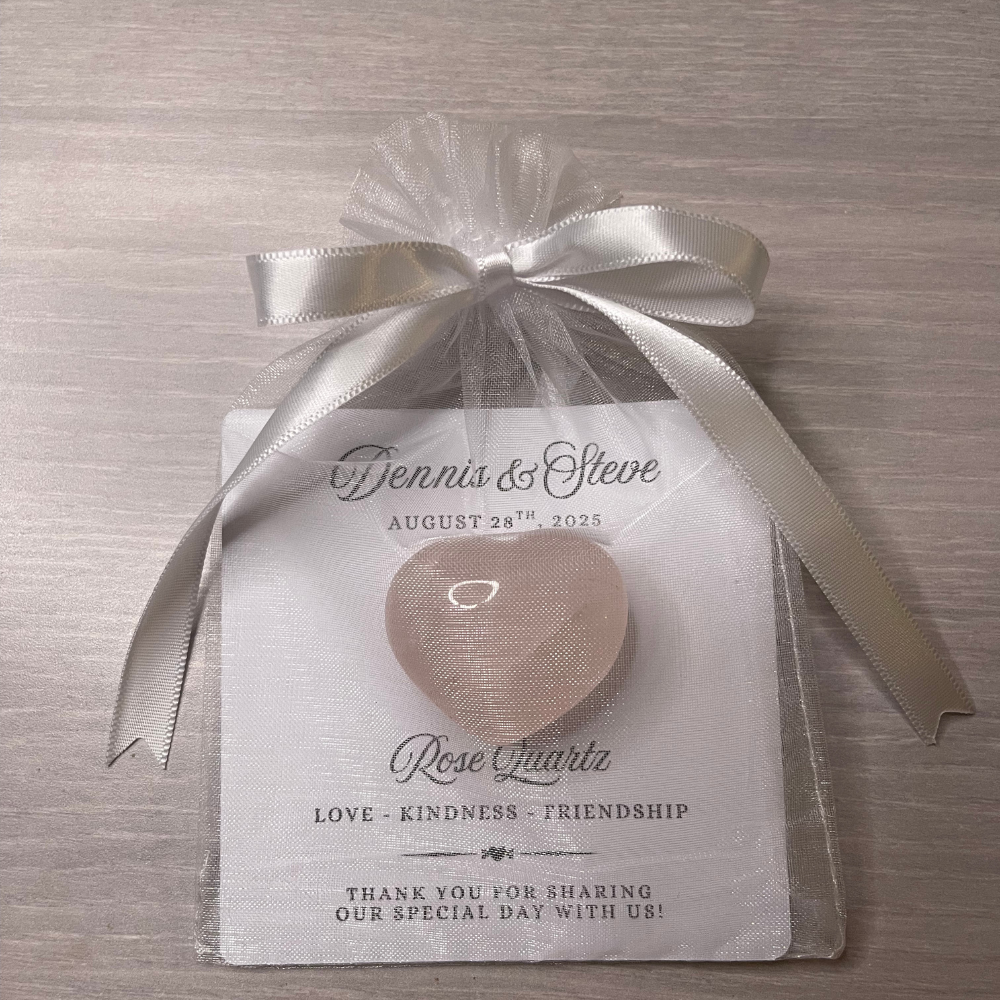 Dennis & Steve
AUGUST 28TH, 2025
Rose Quartz
LOVE - KINDNESS - FRIENDSHIP
THANK YOU FOR SHARING
OUR SPECIAL DAY WITH US!